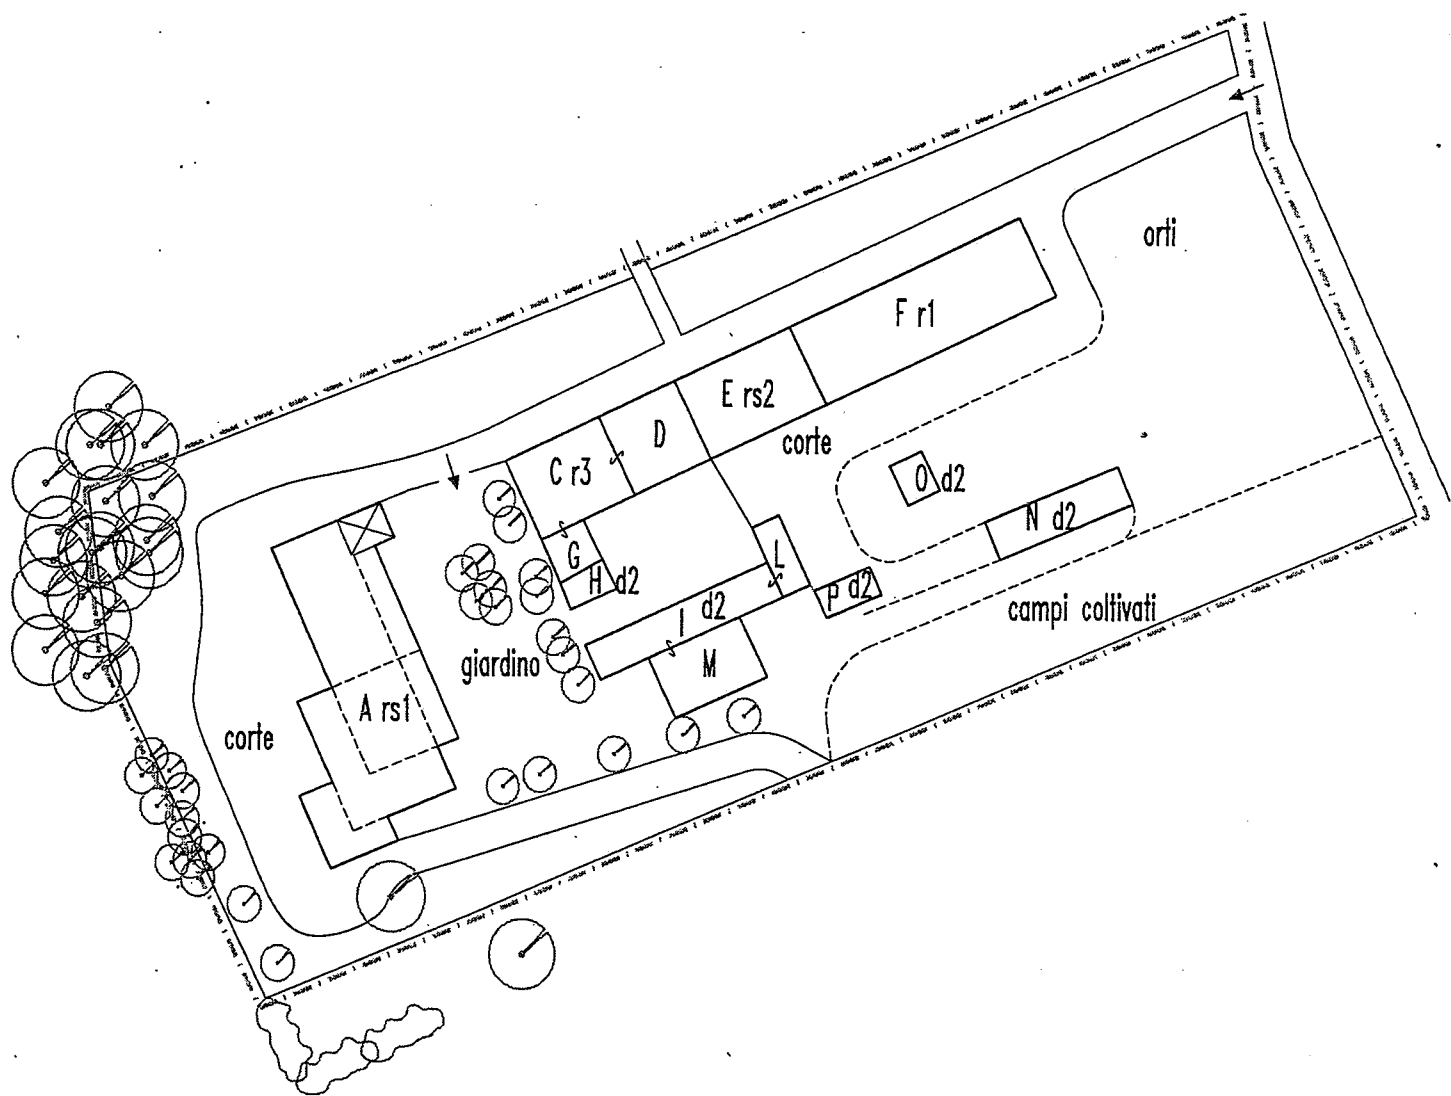 orti
F r1
E rs2
D
corte
C r3
O d2
N d2
G
L
H d2
P d2
I d2
campi coltivati
M
giardino
A rs1
corte